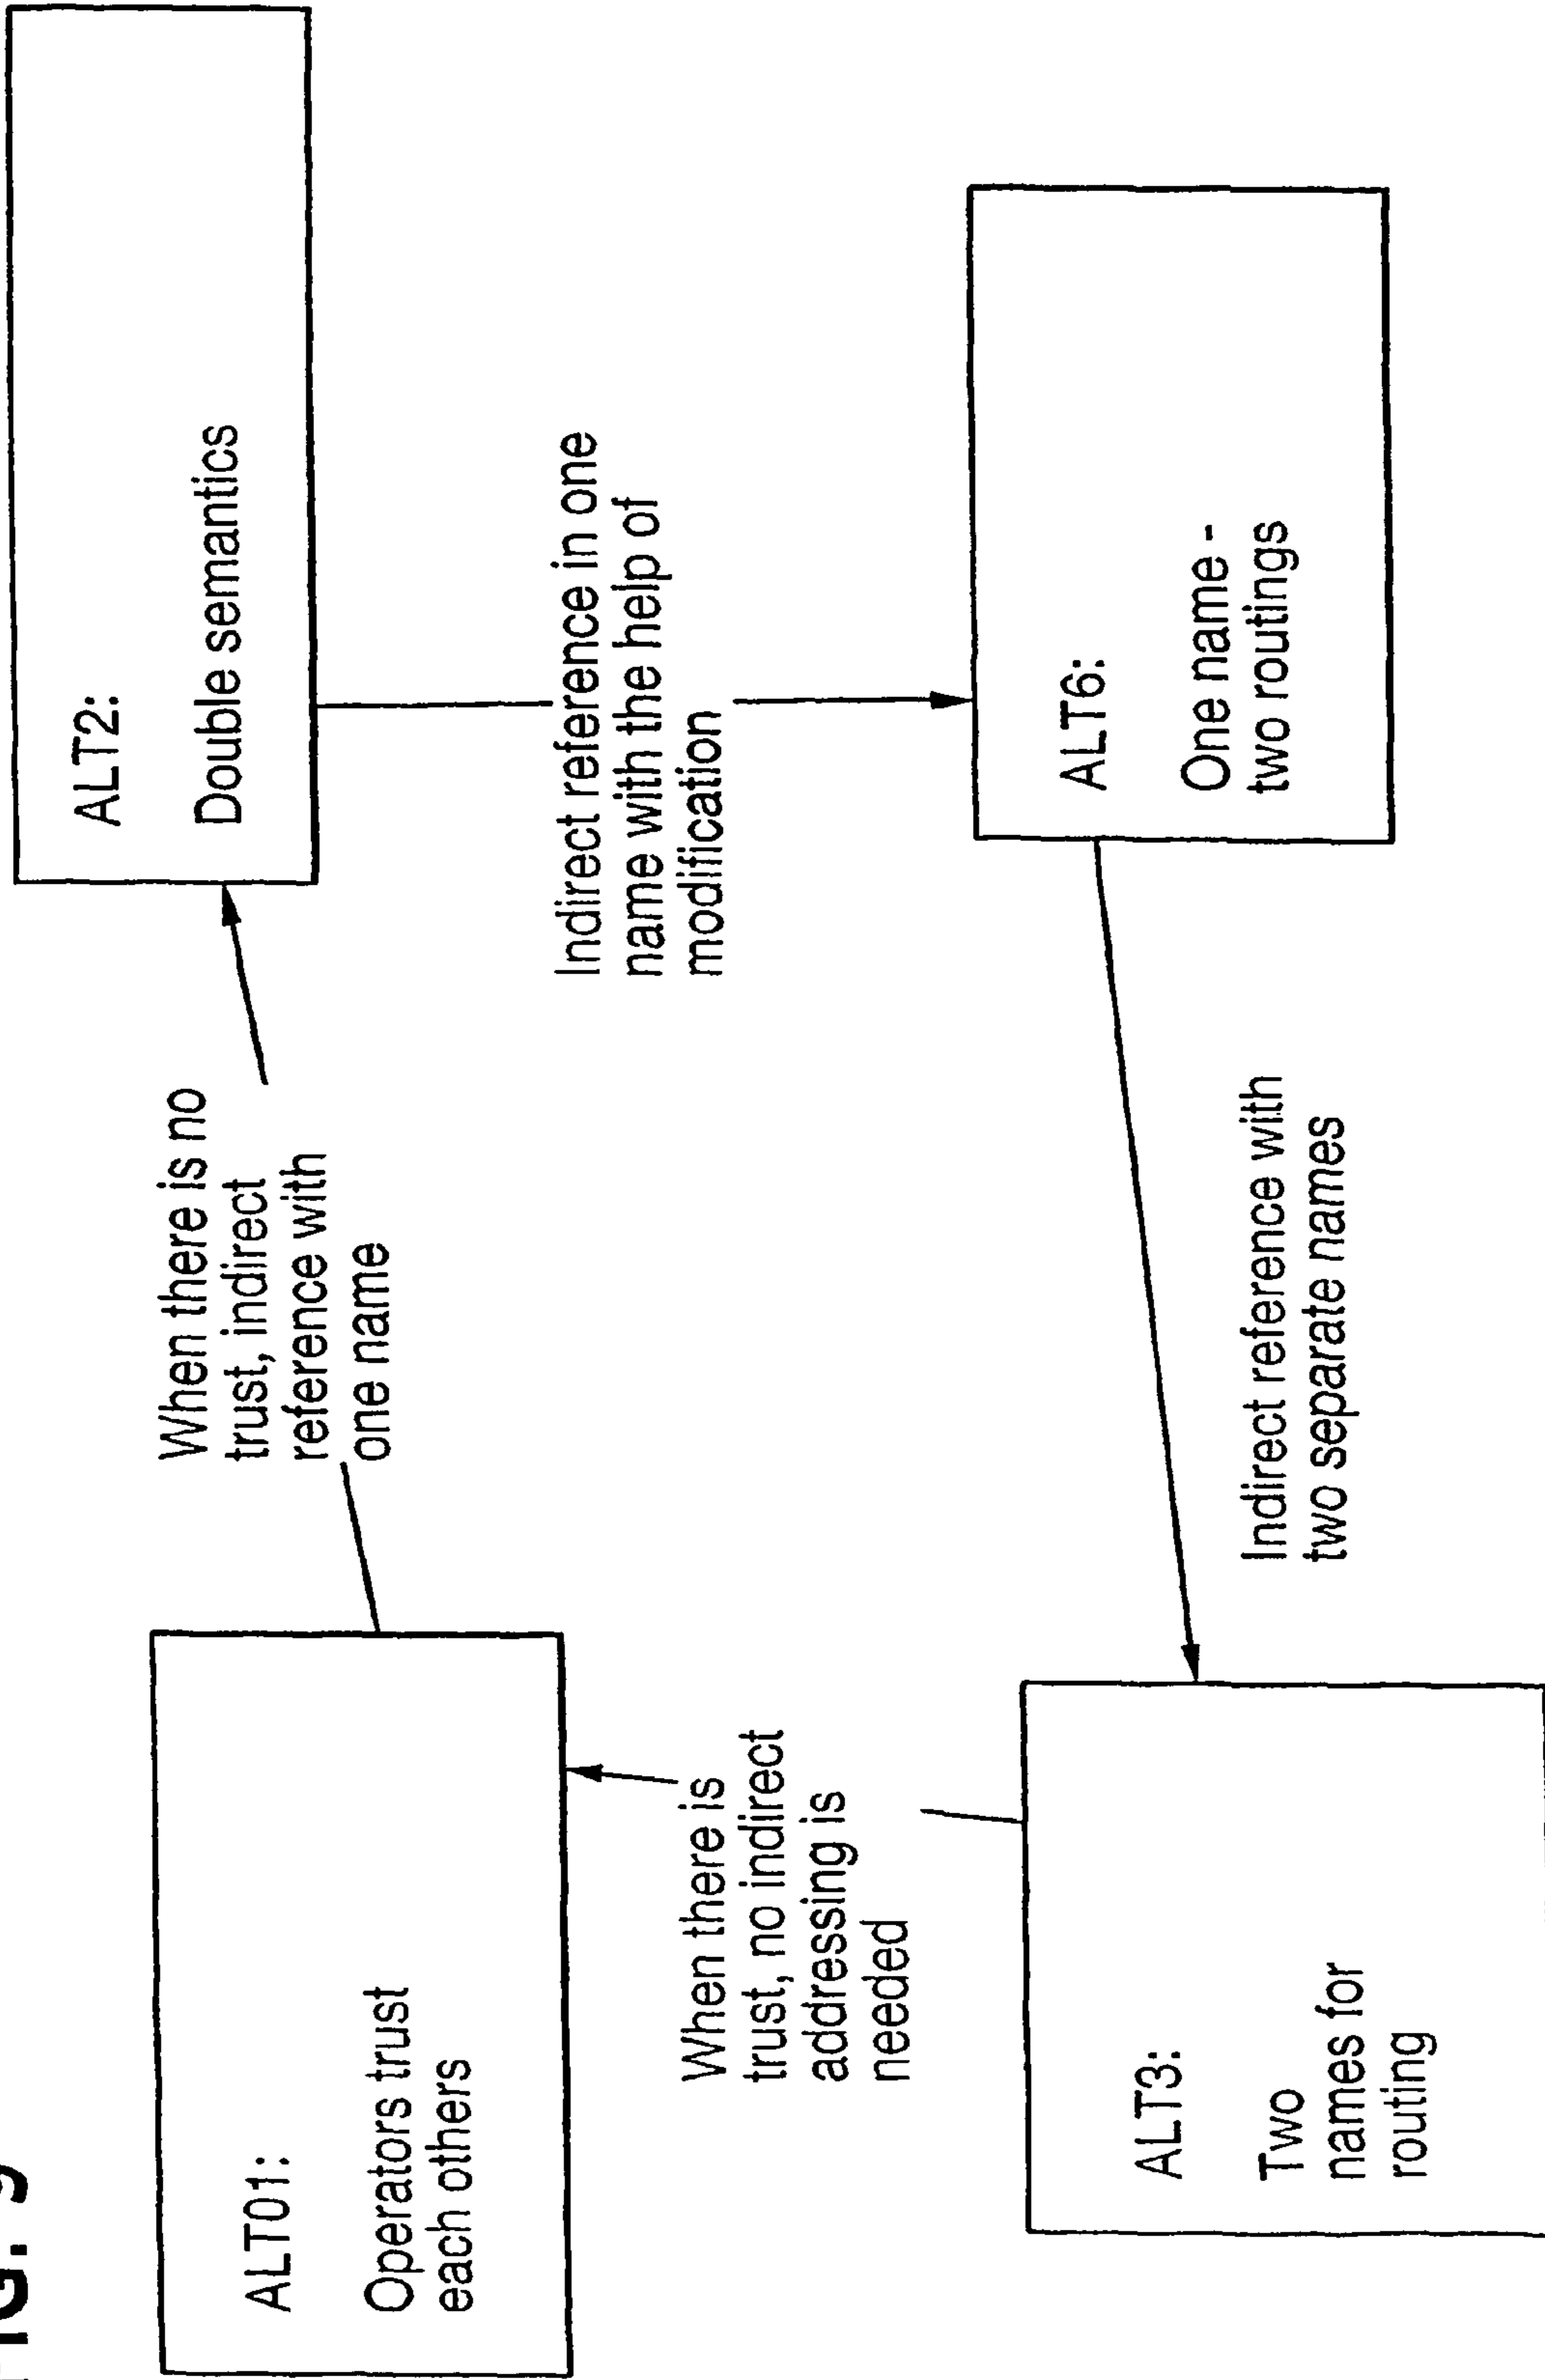 FIG. 9
ALT01:
Operators trust
each others
When there is no
trust, indirect
reference with
one name
ALT2:
Double semantics
Indirect reference in one
name with the help of
modification
ALT6:
One name -
two routings
Indirect reference with
two separate names
ALT3:
Two
names for
routing
When there is
trust, no indirect
addressing is
needed